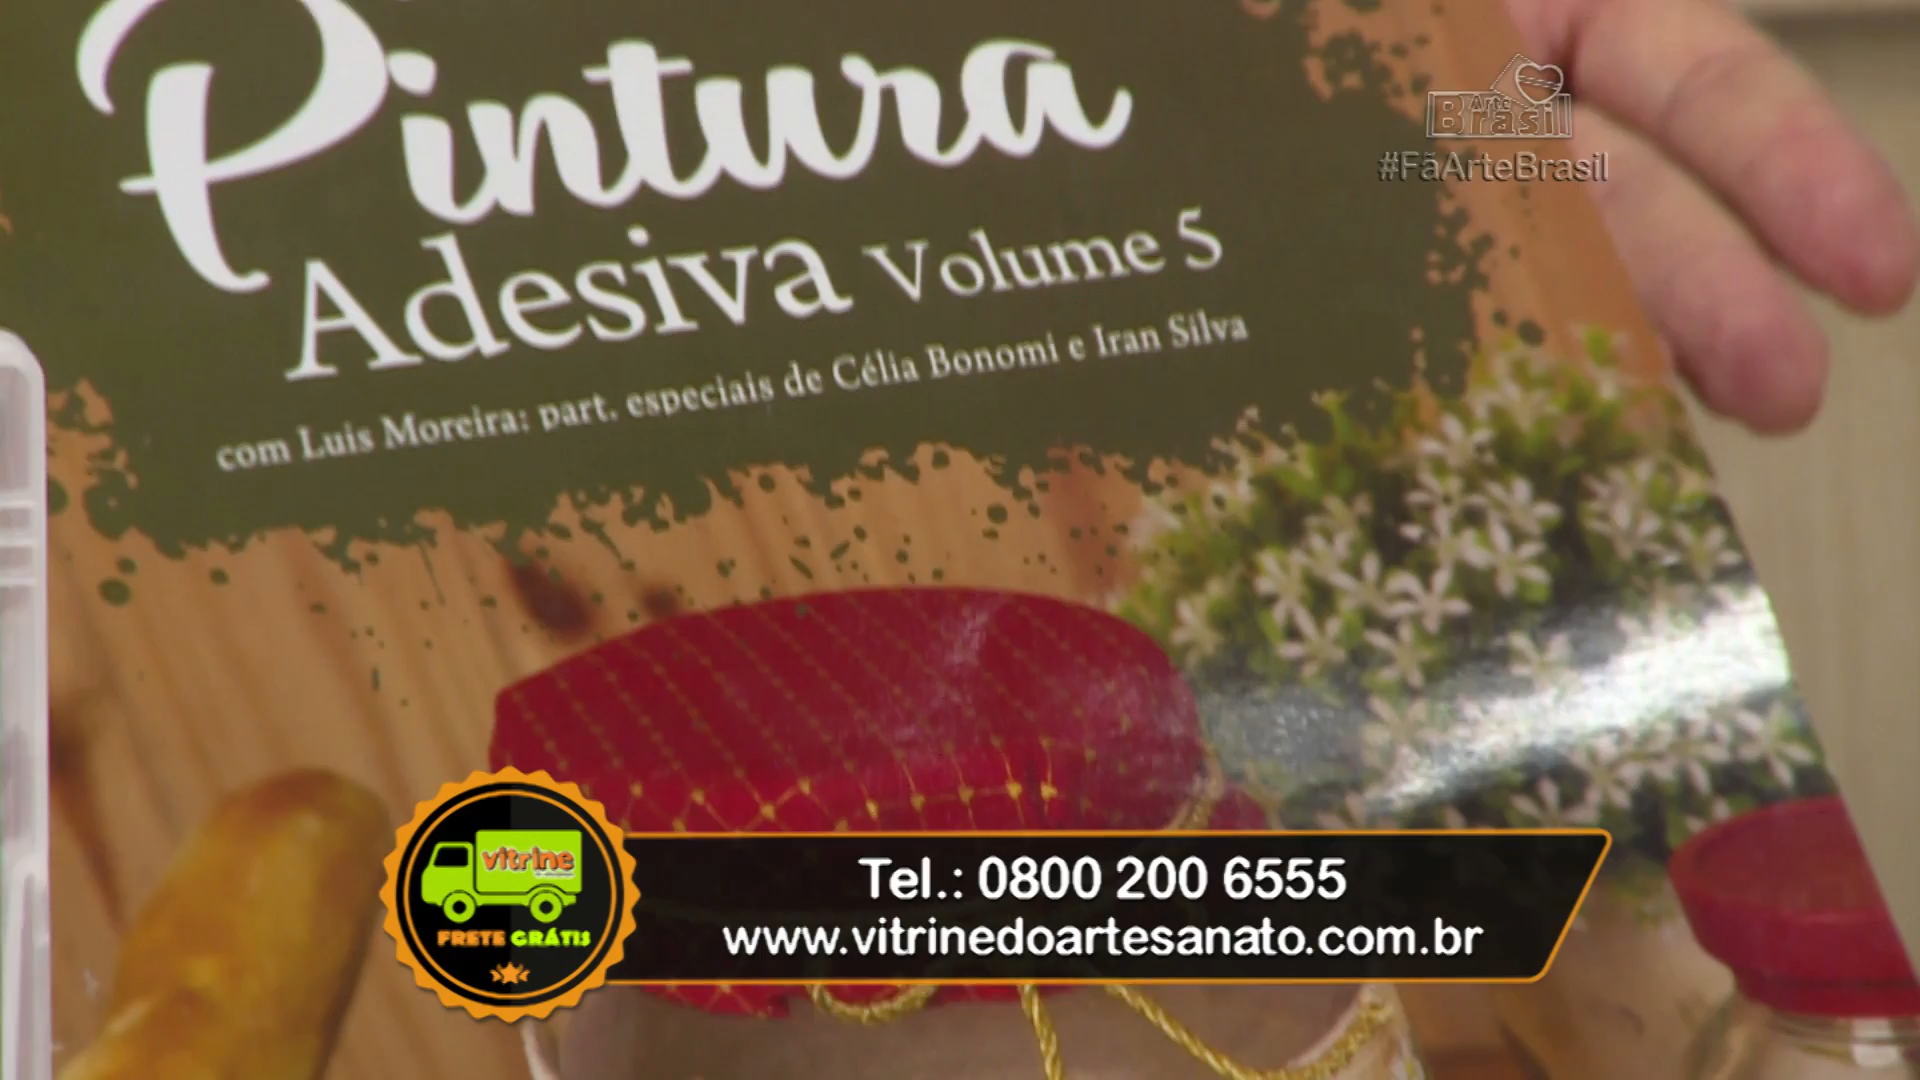 Pintura
Adesiva Volume 5
com Luis Moreira: part. especiais de Célia Bonomi e Iran Silva
Arte
Brasil
#FãArteBrasil
vitrine
FRETE GRÁTIS
Tel.: 0800 200 6555
www.vitrinedoartesanato.com.br